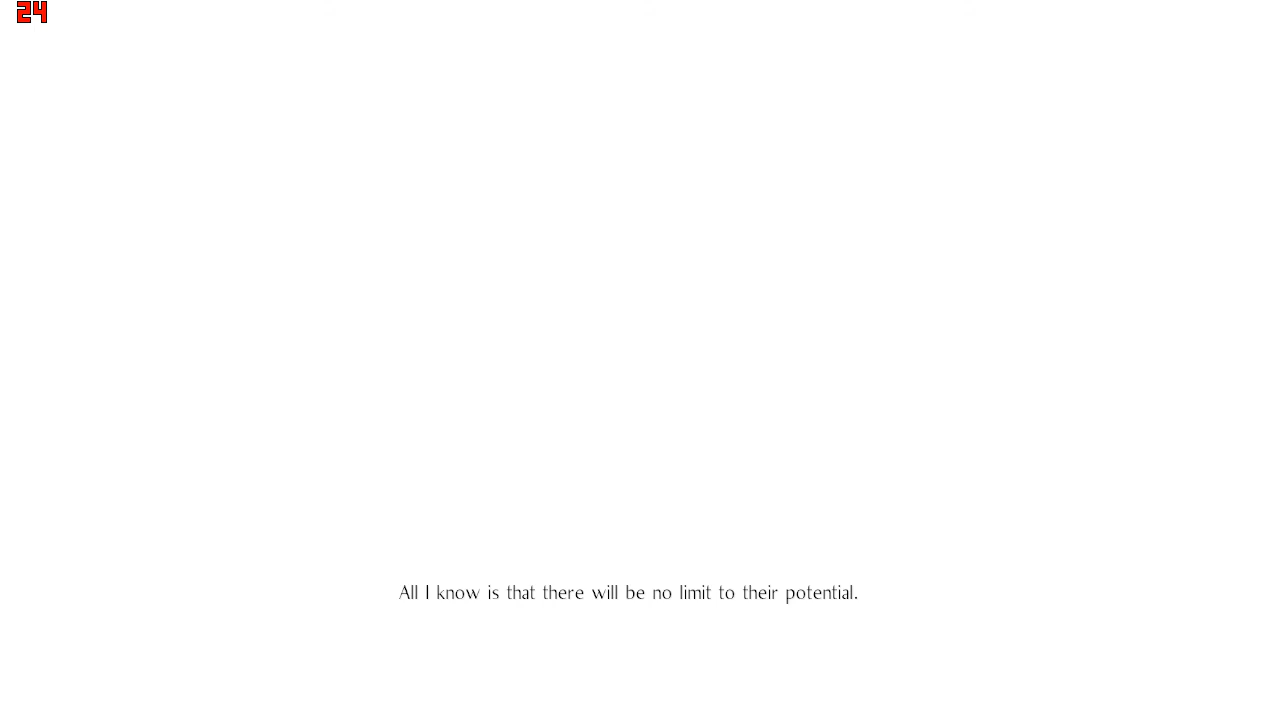 24
All I know is that there will be no limit to their potential.